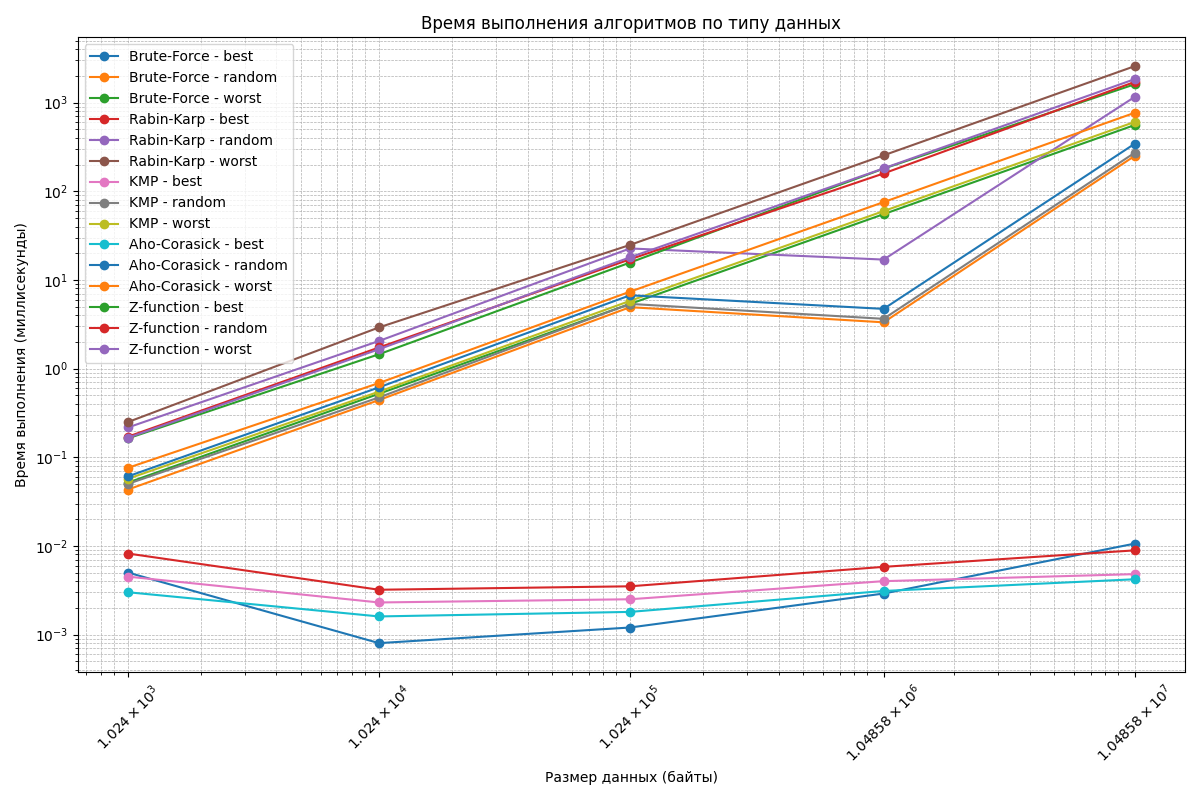 Время выполнения алгоритмов по типу данных
Brute-Force - best
Brute-Force - random
Brute-Force - worst
Rabin-Karp - best
Rabin-Karp - random
Rabin-Karp - worst
KMP - best
KMP - random
KMP - worst
Aho-Corasick - best
Aho-Corasick - random
Aho-Corasick - worst
Z-function - best
Z-function - random
Z-function - worst
Время выполнения (миллисекунды)
10³
10²
10¹
10⁰
10⁻¹
10⁻²
10⁻³
1.024 × 10³
1.024 × 10⁴
1.024 × 10⁵
1.04858 × 10⁶
1.04858 × 10⁷
Размер данных (байты)